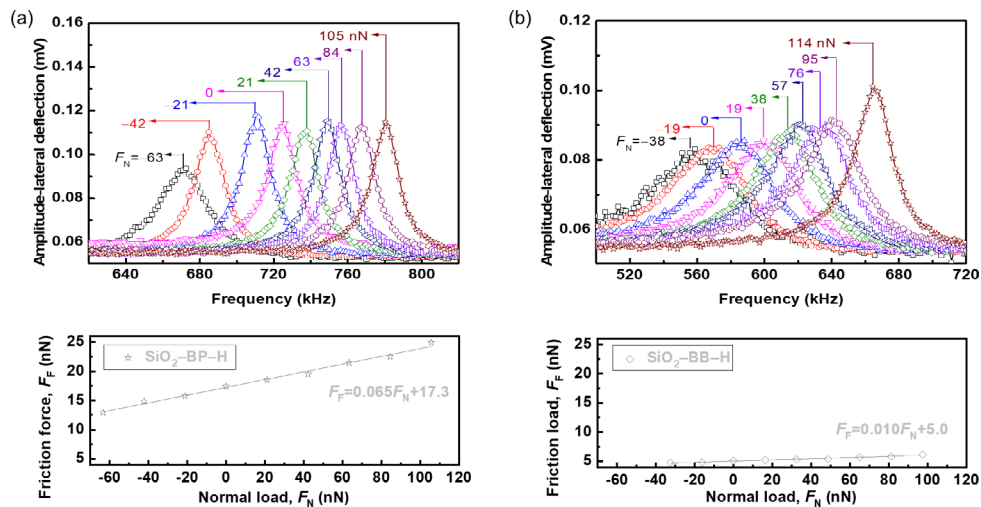 (a)
0.16
0.14
0.12
0.10
0.08
0.06
Amplitude-lateral deflection (mV)
105 nN
84
63
42
21
0
−21
−42
F_N=−63
640 680 720 760 800
Frequency (kHz)
25
20
15
10
5
Friction force, F_F (nN)
SiO₂–BP–H
F_F=0.065F_N+17.3
-60 -40 -20 0 20 40 60 80 100 120
Normal load, F_N (nN)
(b)
0.12
0.10
0.08
0.06
Amplitude-lateral deflection (mV)
114 nN
95
76
57
38
19
0
−19
F_N=−38
520 560 600 640 680 720
Frequency (kHz)
25
20
15
10
5
Friction load, F_F (nN)
SiO₂–BB–H
F_F=0.010F_N+5.0
-60 -40 -20 0 20 40 60 80 100 120
Normal load, F_N (nN)